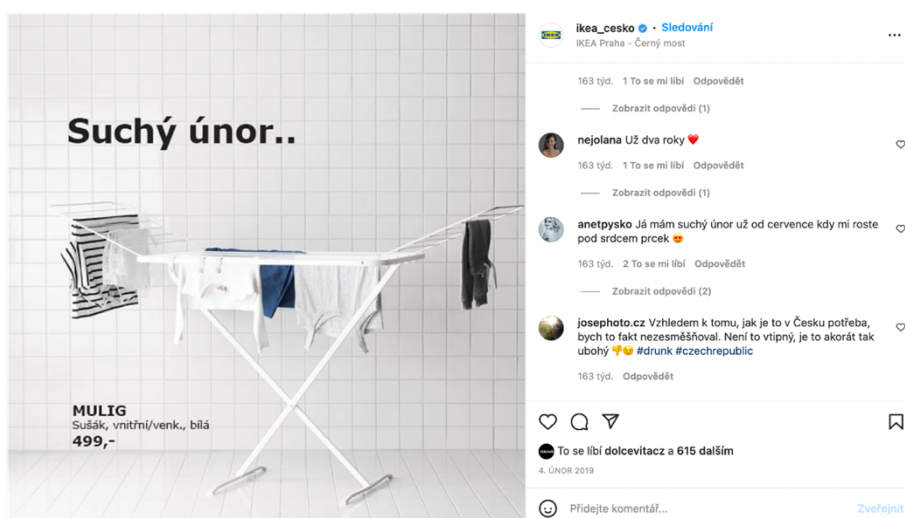 Suchý únor..
MULIG
Sušák, vnitřní/venk., bílá
499,-
IKEA
ikea_cesko • Sledování
IKEA Praha - Černý most
163 týd. 1 To se mi líbí Odpovědět
Zobrazit odpovědi (1)
nejolana Už dva roky ❤️
163 týd. 1 To se mi líbí Odpovědět
Zobrazit odpovědi (1)
anetpysko Já mám suchý únor už od cervence kdy mi roste
pod srdcem prcek 😍
163 týd. 2 To se mi líbí Odpovědět
Zobrazit odpovědi (2)
josephoto.cz Vzhledem k tomu, jak je to v Česku potřeba,
bych to fakt nezesměšňoval. Není to vtipný, je to akorát tak
ubohý 👎😉 #drunk #czechrepublic
163 týd. Odpovědět
To se líbí dolcevitacz a 615 dalším
4. ÚNOR 2019
Přidejte komentář...
Zveřejnit